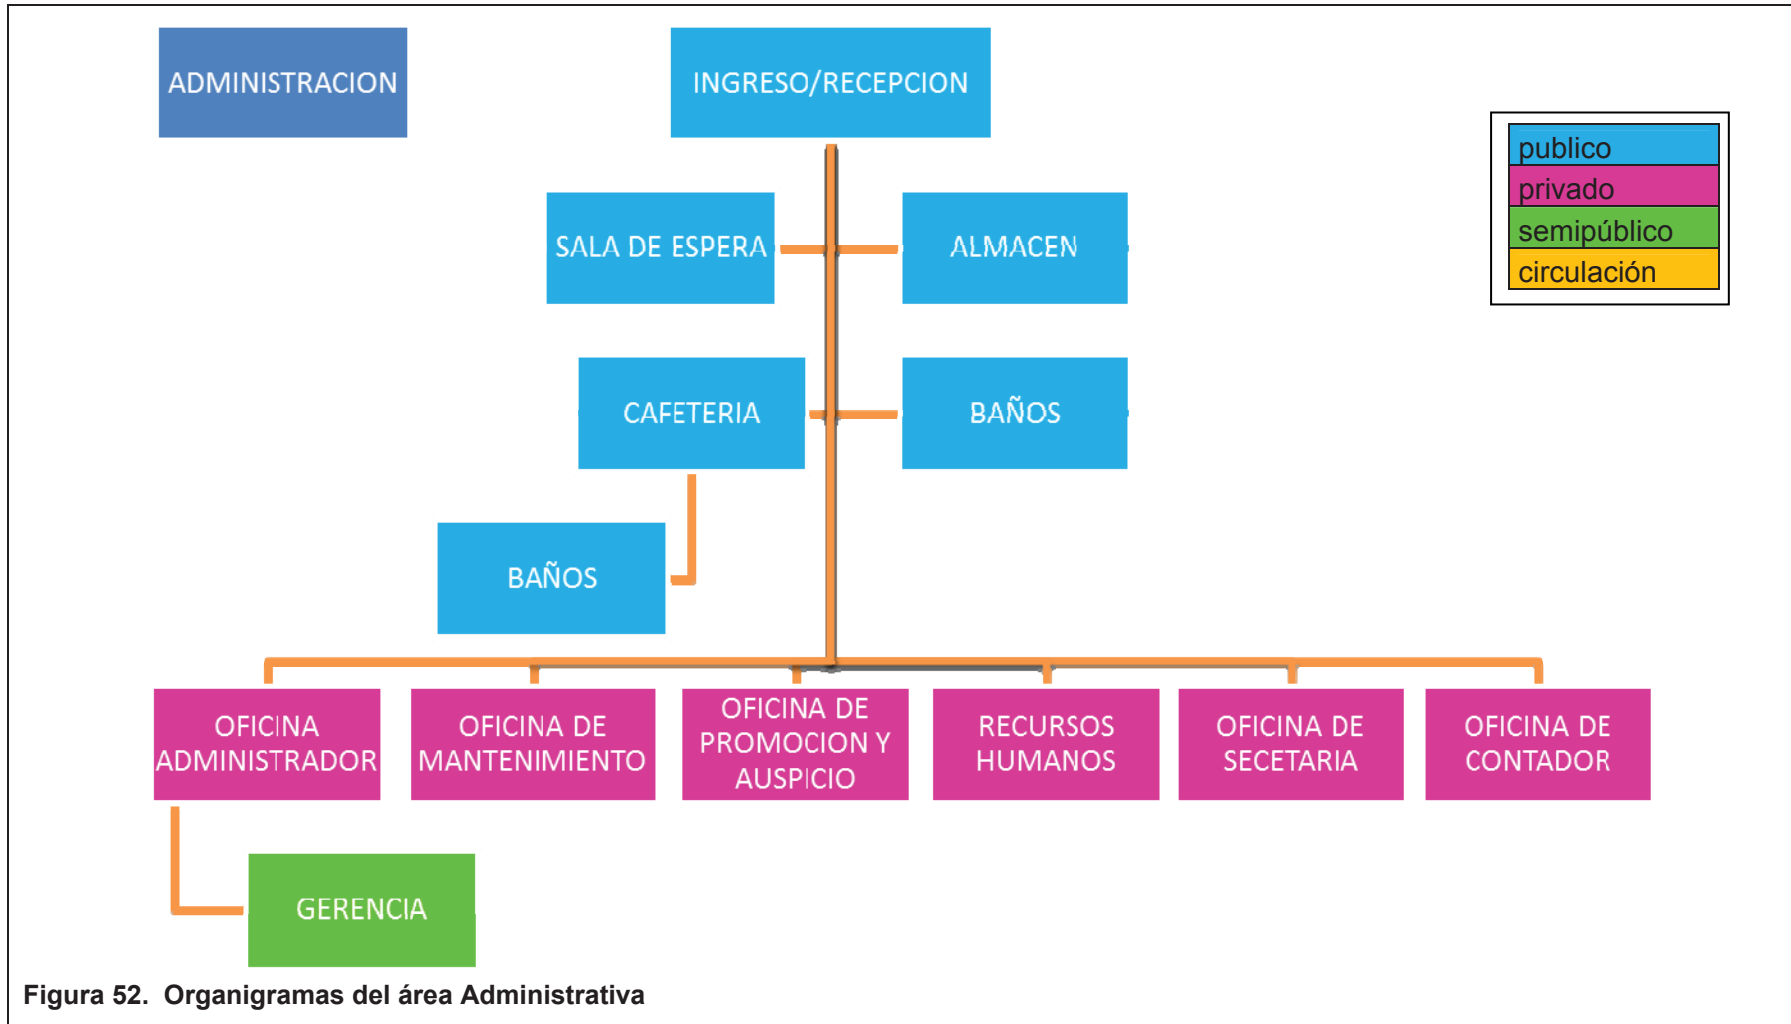 ADMINISTRACION
INGRESO/RECEPCION
publico
privado
semipúblico
circulación
SALA DE ESPERA
ALMACEN
CAFETERIA
BAÑOS
BAÑOS
OFICINA
ADMINISTRADOR
OFICINA DE
MANTENIMIENTO
OFICINA DE
PROMOCION Y
AUSPICIO
RECURSOS
HUMANOS
OFICINA DE
SECETARIA
OFICINA DE
CONTADOR
GERENCIA
Figura 52. Organigramas del área Administrativa